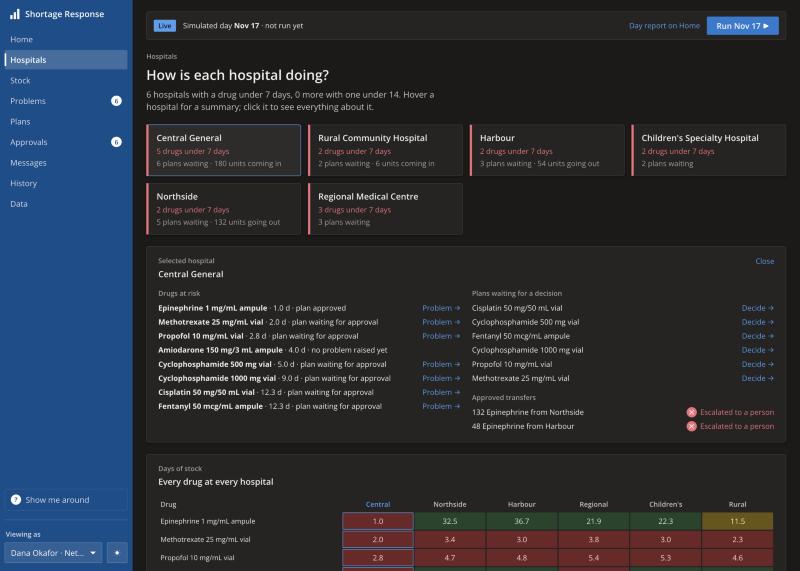 Shortage Response
Home
Hospitals
Stock
Problems 6
Plans
Approvals 6
Messages
History
Data
? Show me around
Viewing as
Dana Okafor · Net...
Live Simulated day Nov 17 · not run yet Day report on Home Run Nov 17
Hospitals
How is each hospital doing?
6 hospitals with a drug under 7 days, 0 more with one under 14. Hover a
hospital for a summary; click it to see everything about it.
Central General
5 drugs under 7 days
6 plans waiting · 180 units coming in
Rural Community Hospital
2 drugs under 7 days
2 plans waiting · 6 units coming in
Harbour
2 drugs under 7 days
3 plans waiting · 54 units going out
Children's Specialty Hospital
2 drugs under 7 days
2 plans waiting
Northside
2 drugs under 7 days
5 plans waiting · 132 units going out
Regional Medical Centre
3 drugs under 7 days
3 plans waiting
Selected hospital
Close
Central General
Drugs at risk
Epinephrine 1 mg/mL ampule · 1.0 d · plan approved Problem →
Methotrexate 25 mg/mL vial · 2.0 d · plan waiting for approval Problem →
Propofol 10 mg/mL vial · 2.8 d · plan waiting for approval Problem →
Amiodarone 150 mg/3 mL ampule · 4.0 d · no problem raised yet
Cyclophosphamide 500 mg vial · 5.0 d · plan waiting for approval Problem →
Cyclophosphamide 1000 mg vial · 9.0 d · plan waiting for approval Problem →
Cisplatin 50 mg/50 mL vial · 12.3 d · plan waiting for approval Problem →
Fentanyl 50 mcg/mL ampule · 12.3 d · plan waiting for approval Problem →
Plans waiting for a decision
Cisplatin 50 mg/50 mL vial Decide →
Cyclophosphamide 500 mg vial Decide →
Fentanyl 50 mcg/mL ampule Decide →
Cyclophosphamide 1000 mg vial Decide →
Propofol 10 mg/mL vial Decide →
Methotrexate 25 mg/mL vial Decide →
Approved transfers
132 Epinephrine from Northside Escalated to a person
48 Epinephrine from Harbour Escalated to a person
Days of stock
Every drug at every hospital
Drug Central Northside Harbour Regional Children's Rural
Epinephrine 1 mg/mL ampule 1.0 32.5 36.7 21.9 22.3 11.5
Methotrexate 25 mg/mL vial 2.0 3.4 3.0 3.8 3.0 2.3
Propofol 10 mg/mL vial 2.8 4.7 4.8 5.4 5.3 4.6